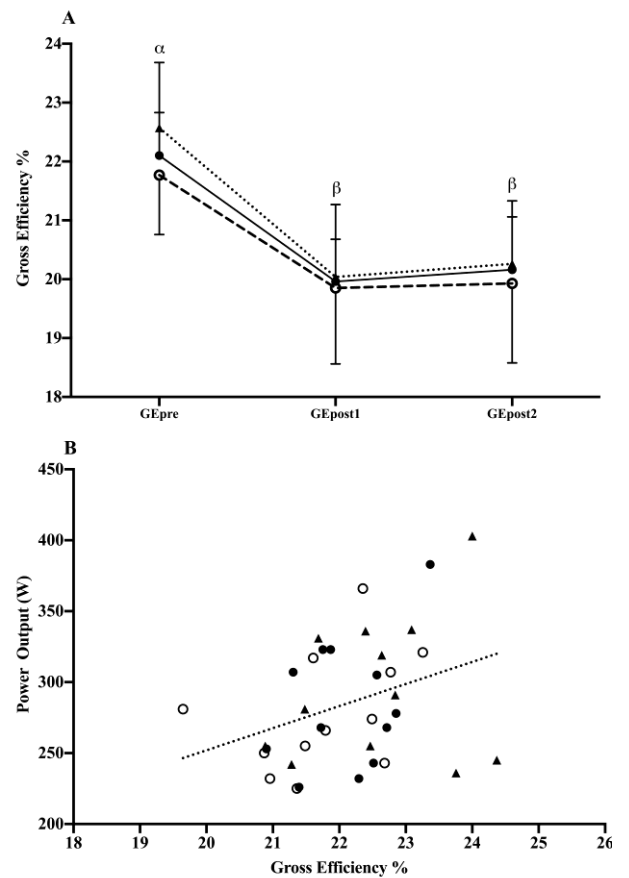 A
24
α
23
22
21
20
19
18
β
β
Gross Efficiency %
GEpre GEpost1 GEpost2
B
450
400
350
300
250
200
Power Output (W)
18 19 20 21 22 23 24 25 26
Gross Efficiency %